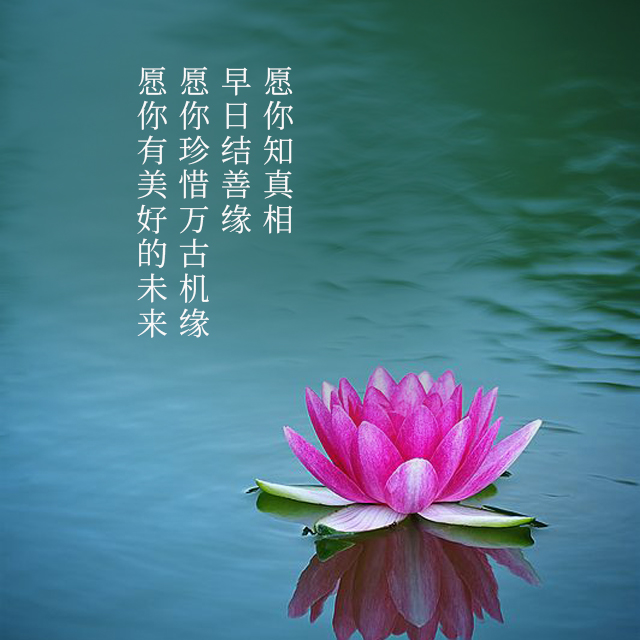 愿你知真相
早日结善缘
愿你珍惜万古机缘
愿你有美好的未来